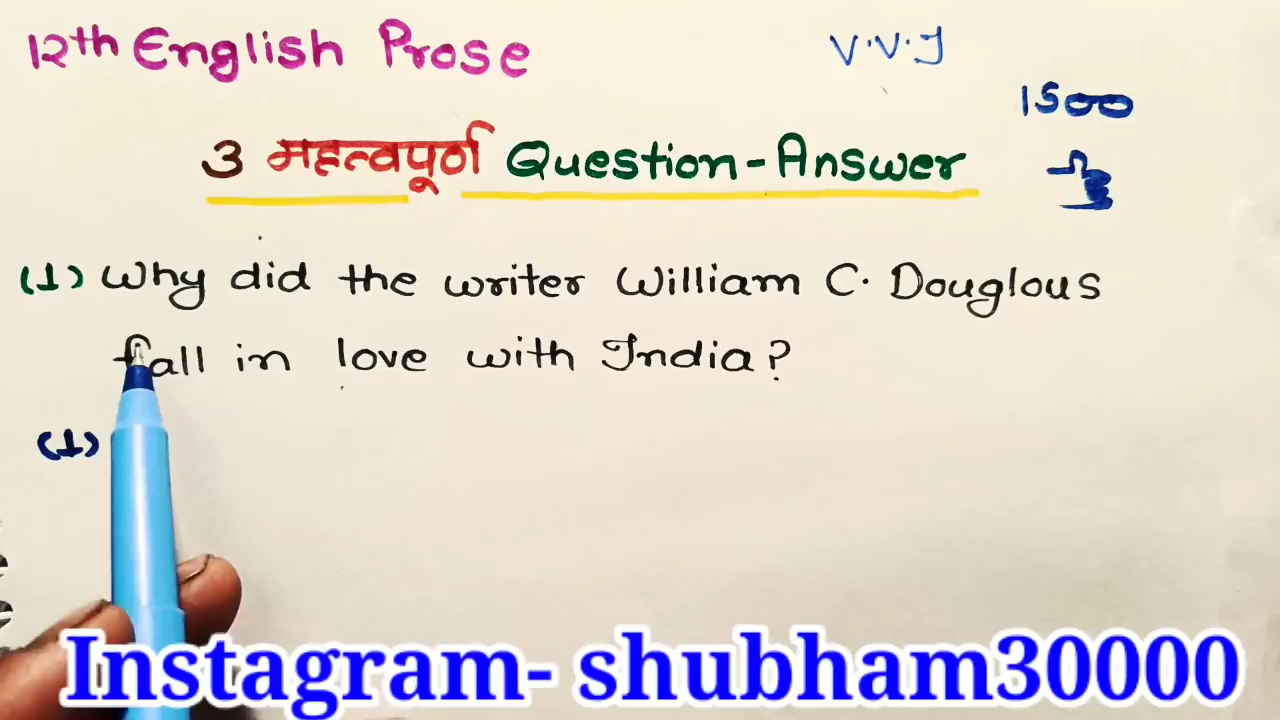 12th English Prose
V.V.I
1500
3 महत्वपूर्ण Question-Answer
(1) Why did the writer William C. Douglous
fall in love with India?
(1)
Instagram- shubham30000